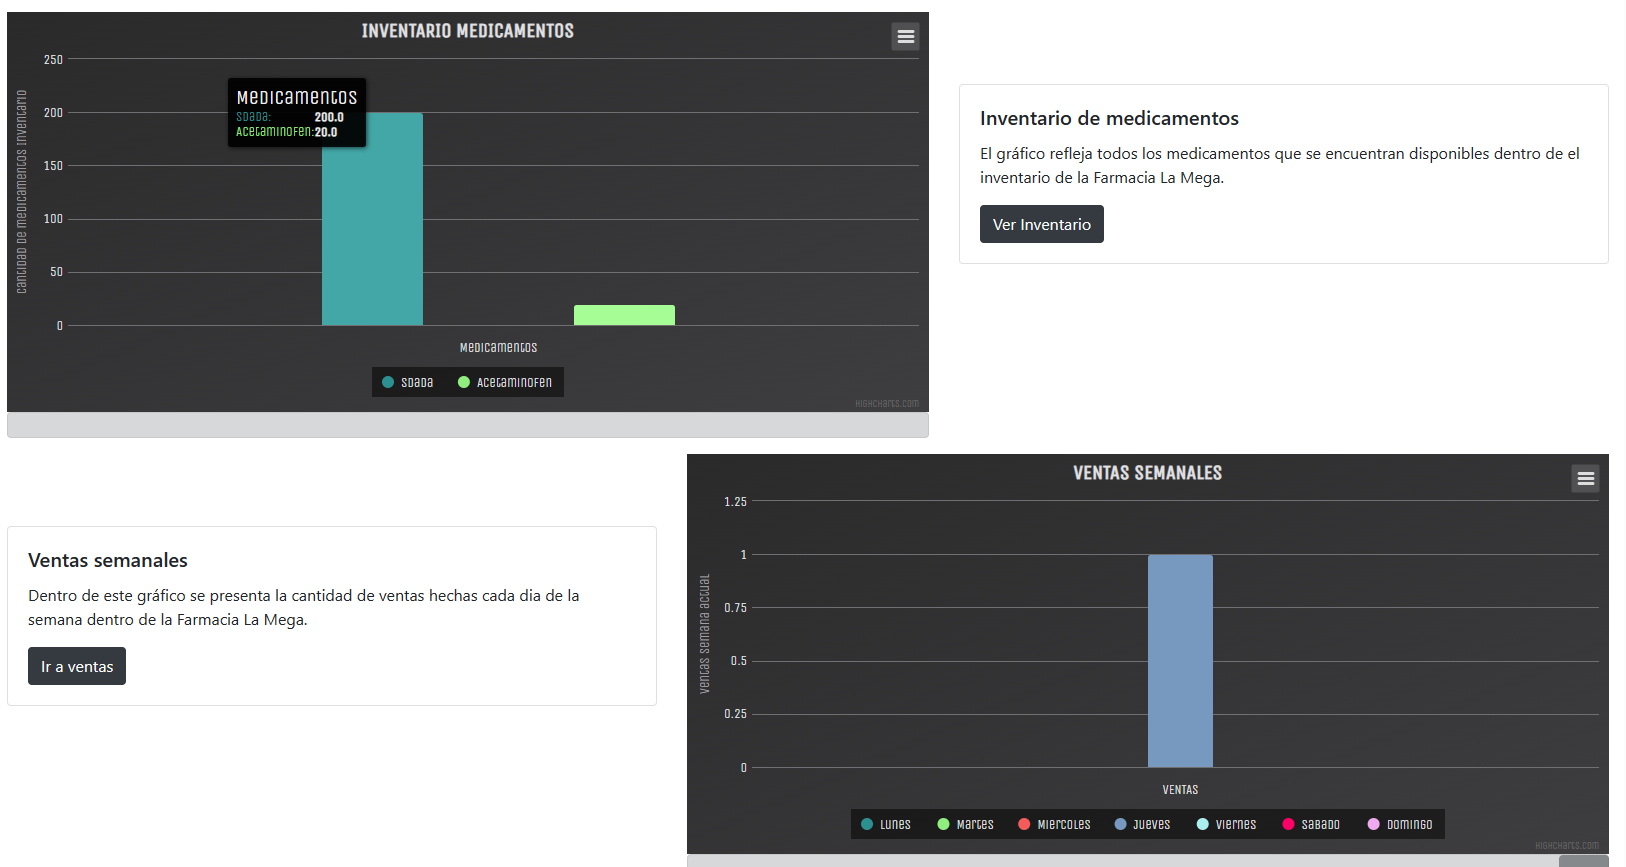 INVENTARIO MEDICAMENTOS
250
200
150
100
50
0
cantidad de medicamentos inventario
Medicamentos
Sdada: 200.0
Acetaminofen: 20.0
Medicamentos
Sdada Acetaminofen
Highcharts.com
Inventario de medicamentos
El gráfico refleja todos los medicamentos que se encuentran disponibles dentro de el
inventario de la Farmacia La Mega.
Ver Inventario
Ventas semanales
Dentro de este gráfico se presenta la cantidad de ventas hechas cada dia de la
semana dentro de la Farmacia La Mega.
Ir a ventas
VENTAS SEMANALES
1.25
1
0.75
0.5
0.25
0
Ventas semana actual
VENTAS
Lunes Martes Miercoles Jueves Viernes Sabado Domingo
Highcharts.com